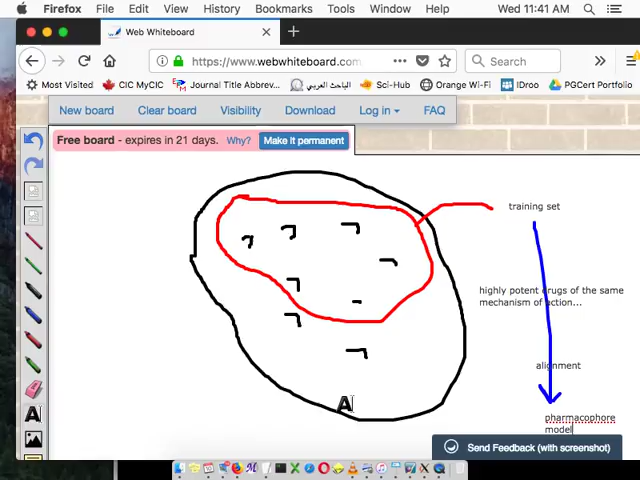 Firefox File Edit View History Bookmarks Tools Window Help Wed 11:41 AM
Web Whiteboard
https://www.webwhiteboard.com
Search
Most Visited CIC MyCIC Journal Title Abbrev... الباحث العربي Sci-Hub Orange Wi-Fi IDroo PGCert Portfolio
New board Clear board Visibility Download Log in FAQ
Free board - expires in 21 days. Why? Make it permanent
training set
highly potent drugs of the same
mechanism of action...
alignment
A
A
pharmacophore
model
Send Feedback (with screenshot)